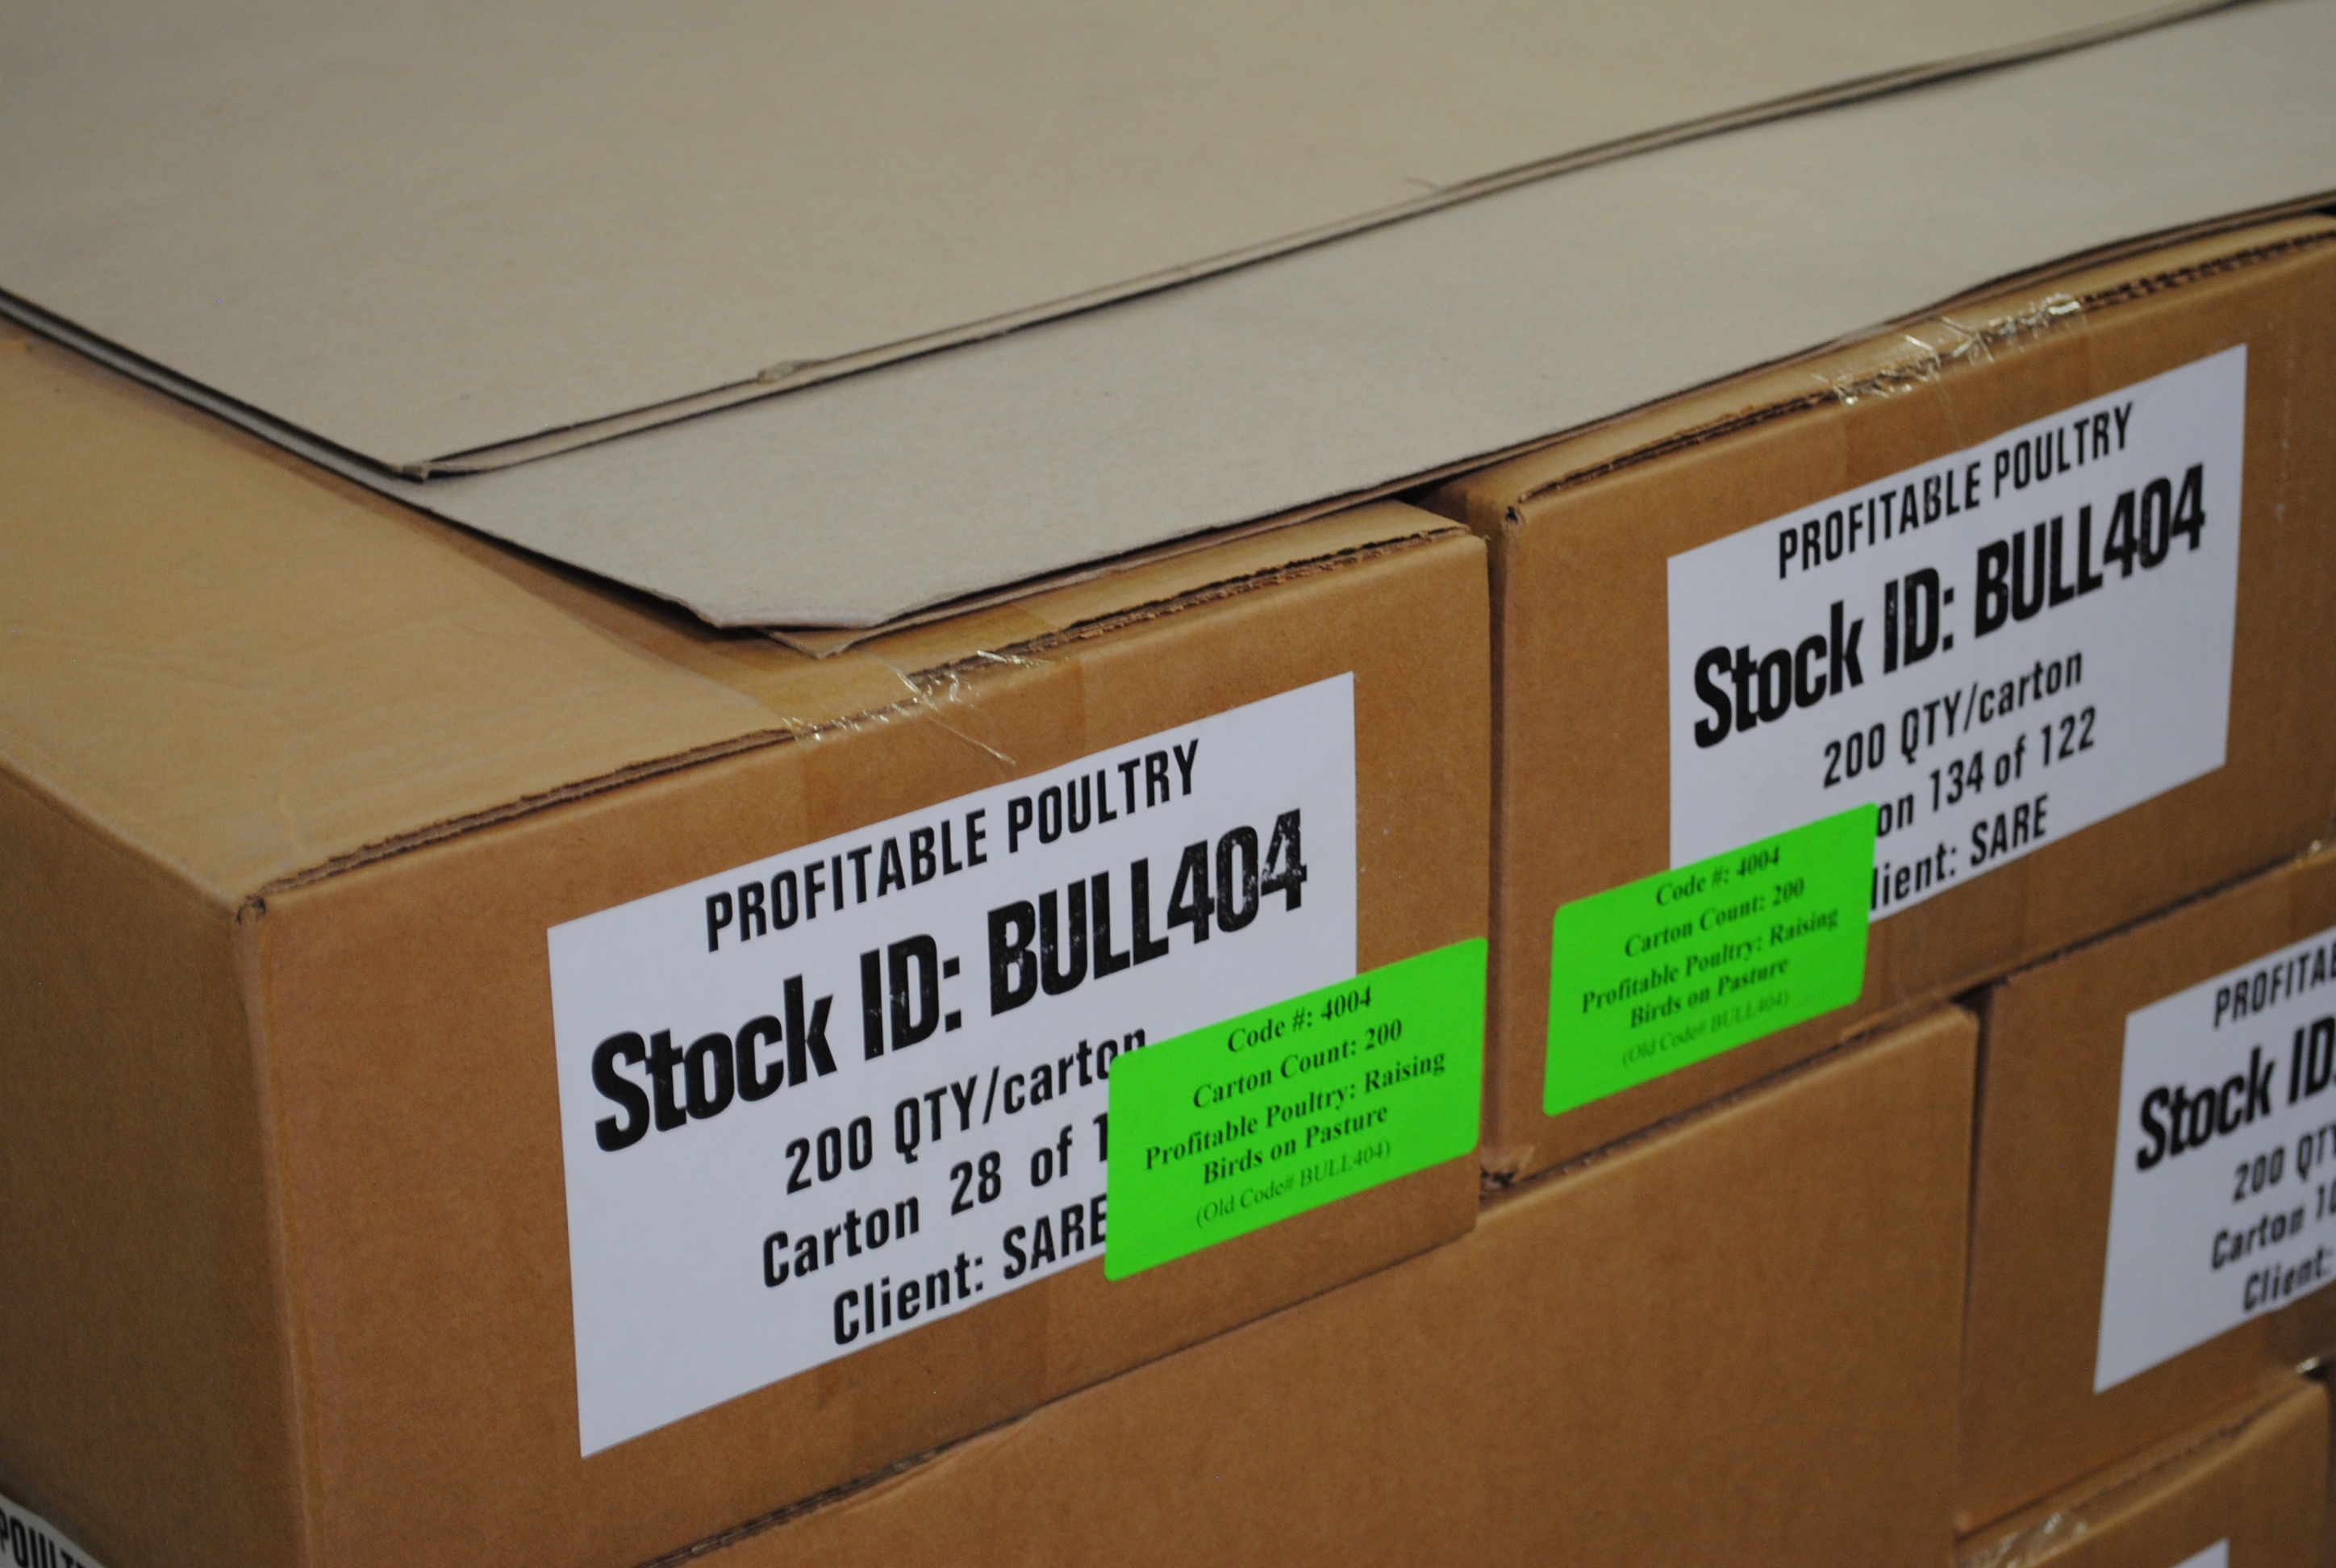 PROFITABLE POULTRY
Stock ID: BULL404
200 QTY/carton
Carton 28 of 1
Client: SARE
Code #: 4004
Carton Count: 200
Profitable Poultry: Raising
Birds on Pasture
(Old Code# BULL404)
PROFITABLE POULTRY
Stock ID: BULL404
200 QTY/carton
on 134 of 122
lient: SARE
Code #: 4004
Carton Count: 200
Profitable Poultry: Raising
Birds on Pasture
(Old Code# BULL404)
PROFITAB
Stock ID:
200 QTY
Carton 10
Client: